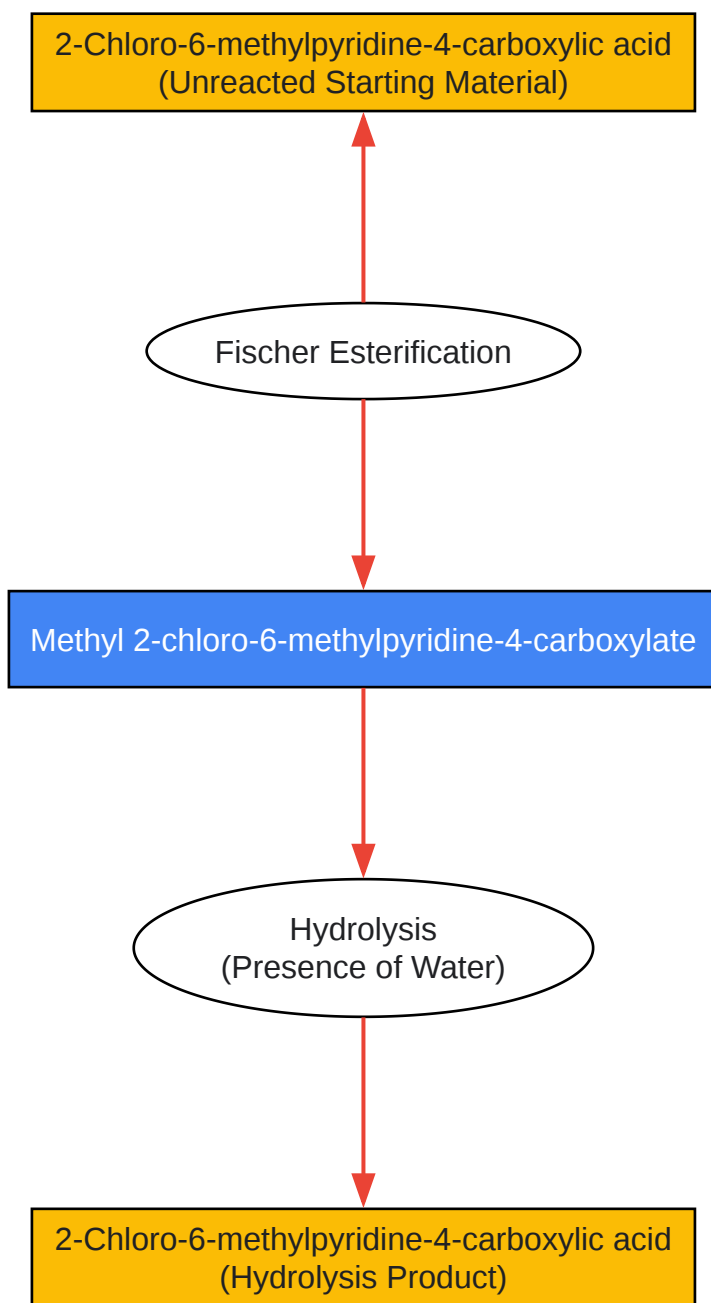 2-Chloro-6-methylpyridine-4-carboxylic acid
(Unreacted Starting Material)
Fischer Esterification
Methyl 2-chloro-6-methylpyridine-4-carboxylate
Hydrolysis
(Presence of Water)
2-Chloro-6-methylpyridine-4-carboxylic acid
(Hydrolysis Product)